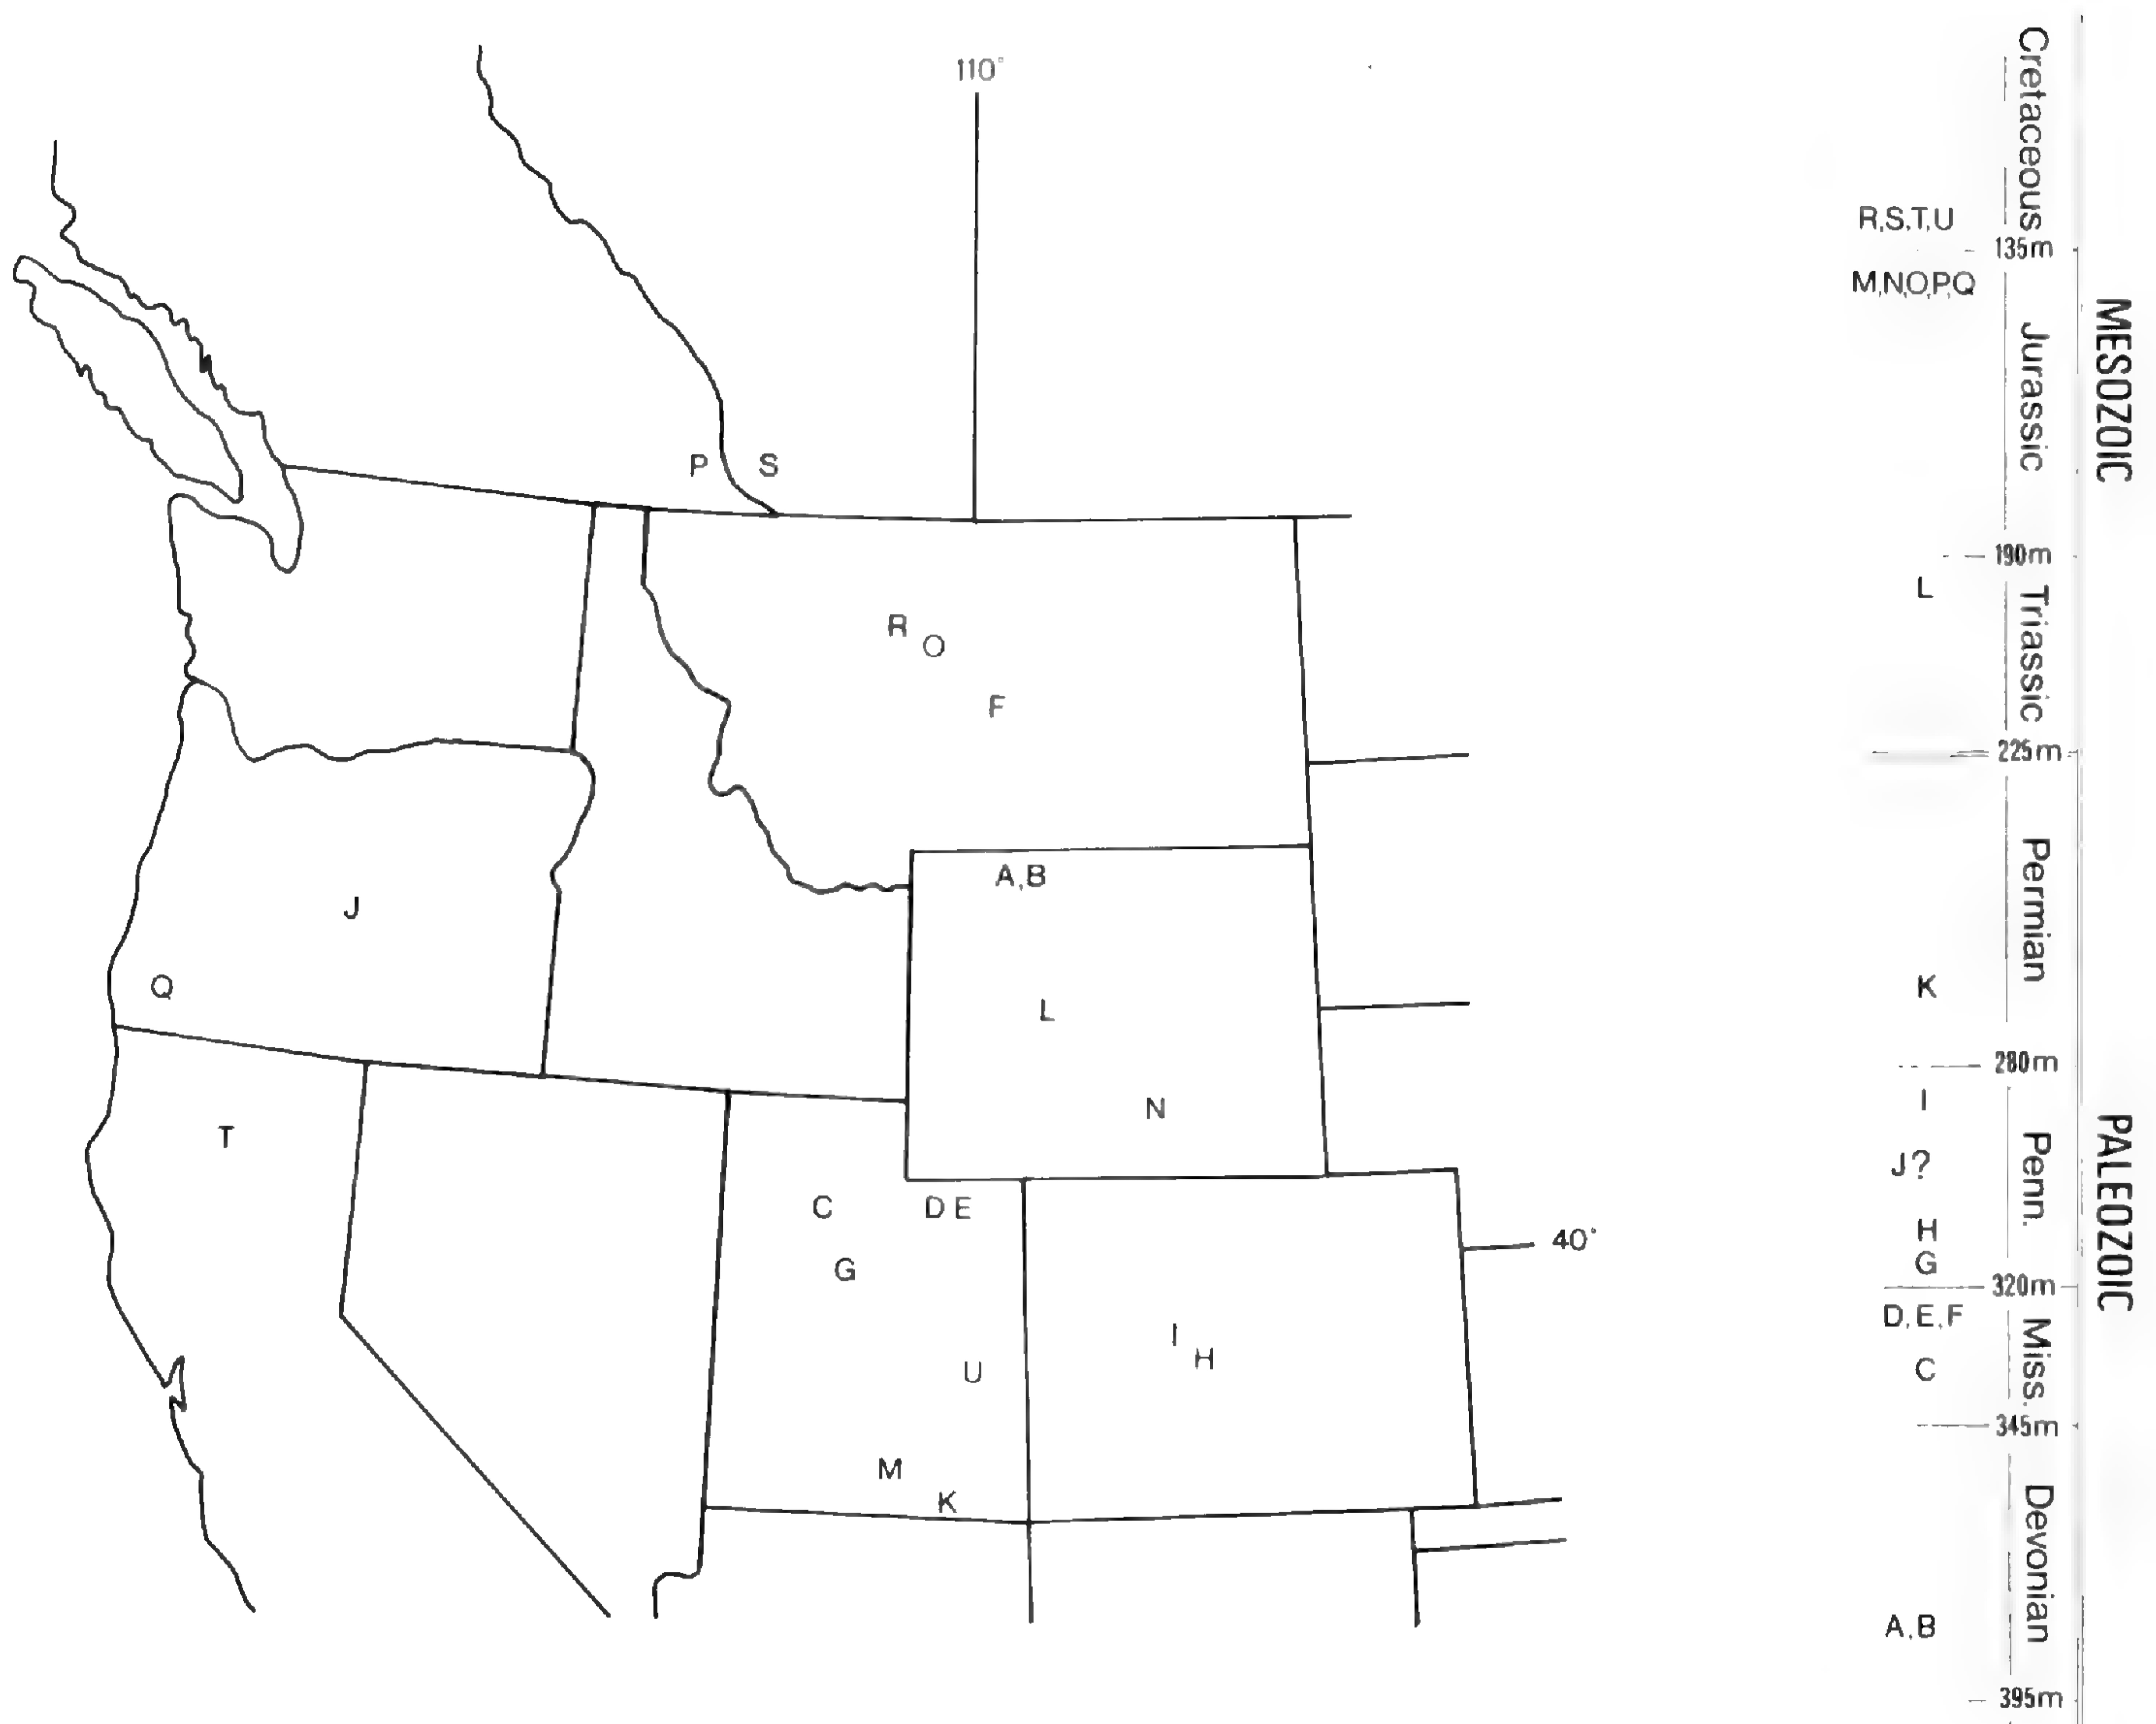 110°
P S
R O
F
A,B
J
Q
L
N
T
C D E
40°
G
I
H
U
M
K
Cretaceous
R,S,T,U
135m
M,N,O,P,Q
Jurassic
190m
L
Triassic
225m
Permian
K
280m
I
Penn.
J?
H
G
320m
D,E,F
Miss.
C
345m
Devonian
A,B
395m
MESOZOIC
PALEOZOIC